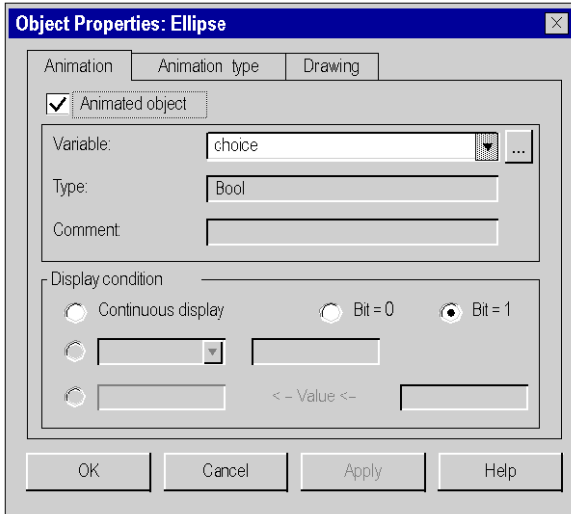 Object Properties: Ellipse
Animation Animation type Drawing
Animated object
Variable: choice ...
Type: Bool
Comment:
Display condition
Continuous display Bit = 0 Bit = 1
< – Value <–
OK Cancel Apply Help